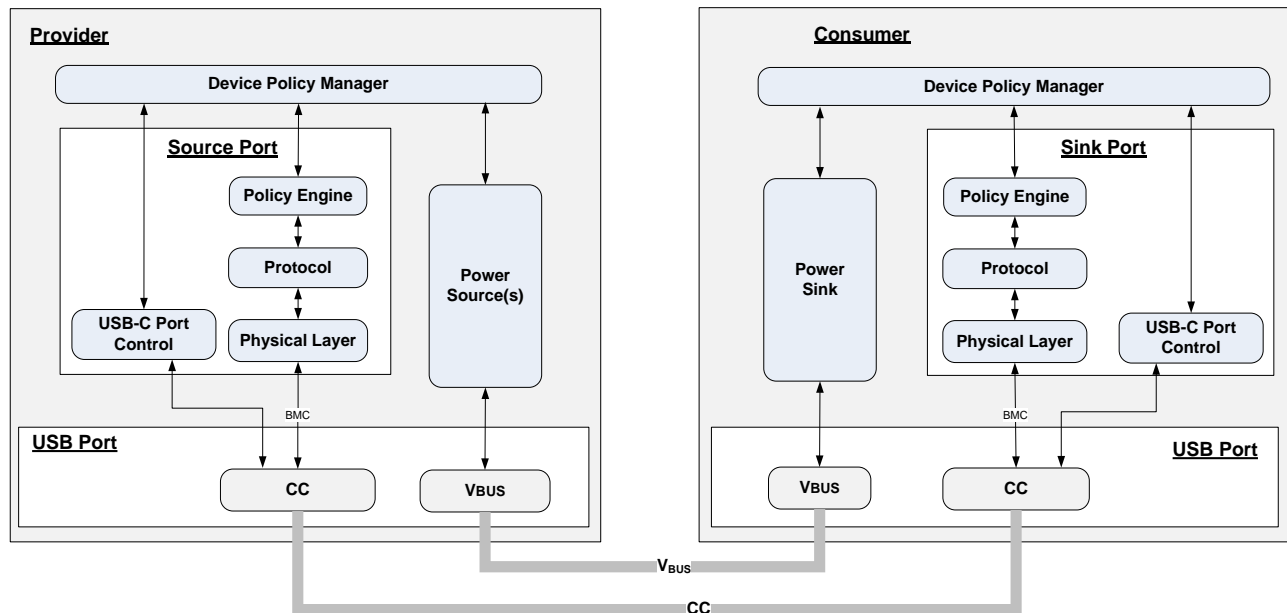 Provider
Device Policy Manager
Source Port
Policy Engine
Protocol
Power
Source(s)
USB-C Port
Control
Physical Layer
BMC
USB Port
CC
VBUS
Consumer
Device Policy Manager
Sink Port
Policy Engine
Power
Sink
Protocol
Physical Layer
USB-C Port
Control
BMC
USB Port
VBUS
CC
VBUS
CC